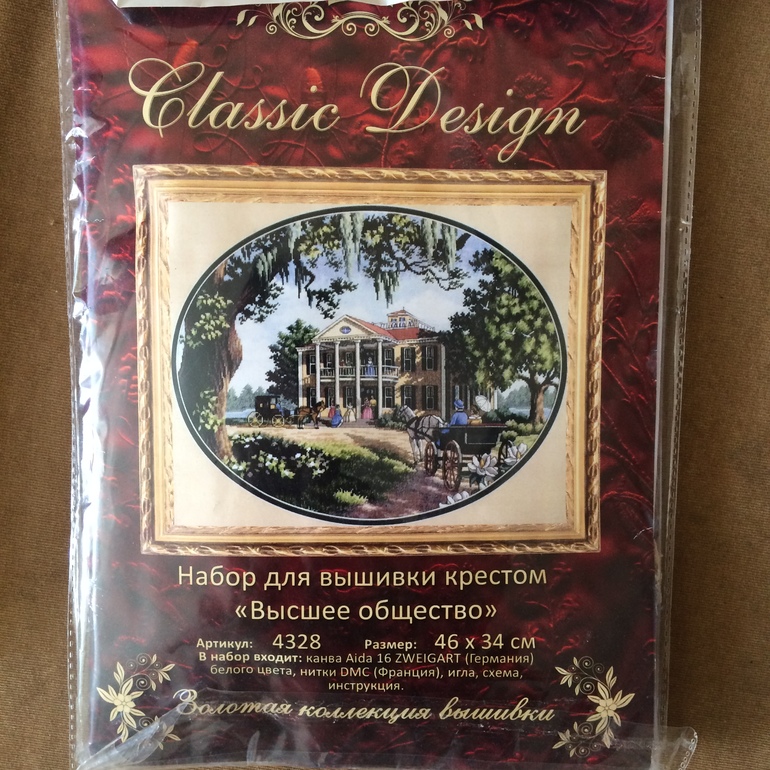 Classic Design
Набор для вышивки крестом
«Высшее общество»
Артикул: 4328 Размер: 46 х 34 см
В набор входит: канва Aida 16 ZWEIGART (Германия)
белого цвета, нитки DMC (Франция), игла, схема,
инструкция.
Золотая коллекция вышивки